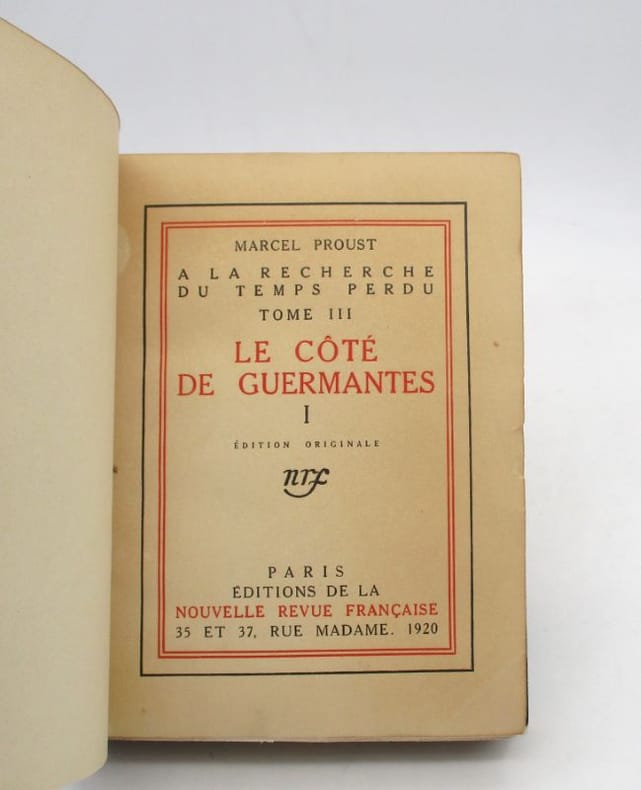 MARCEL PROUST
A LA RECHERCHE
DU TEMPS PERDU
TOME III
LE CÔTÉ
DE GUERMANTES
I
ÉDITION ORIGINALE
nrf
PARIS
ÉDITIONS DE LA
NOUVELLE REVUE FRANÇAISE
35 ET 37, RUE MADAME. 1920